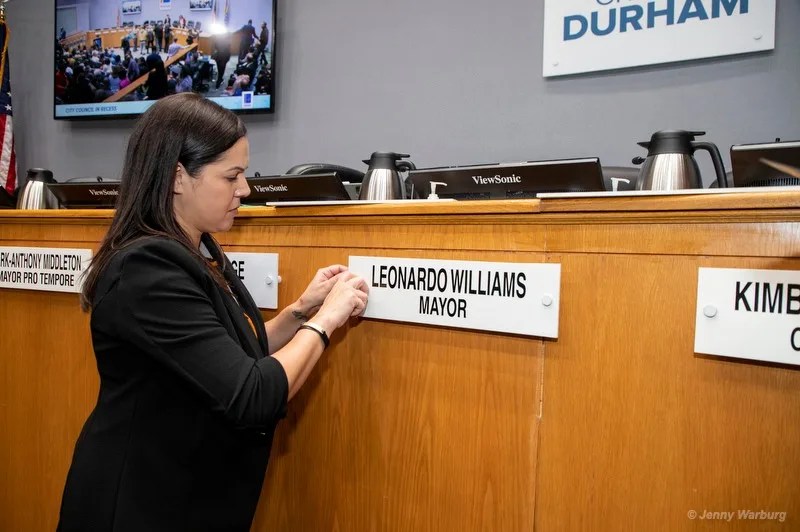 DURHAM
CITY COUNCIL IN RECESS
ViewSonic
ViewSonic
ViewSonic
RK-ANTHONY MIDDLETON
MAYOR PRO TEMPORE
LEONARDO WILLIAMS
MAYOR
KIMB
© Jenny Warburg